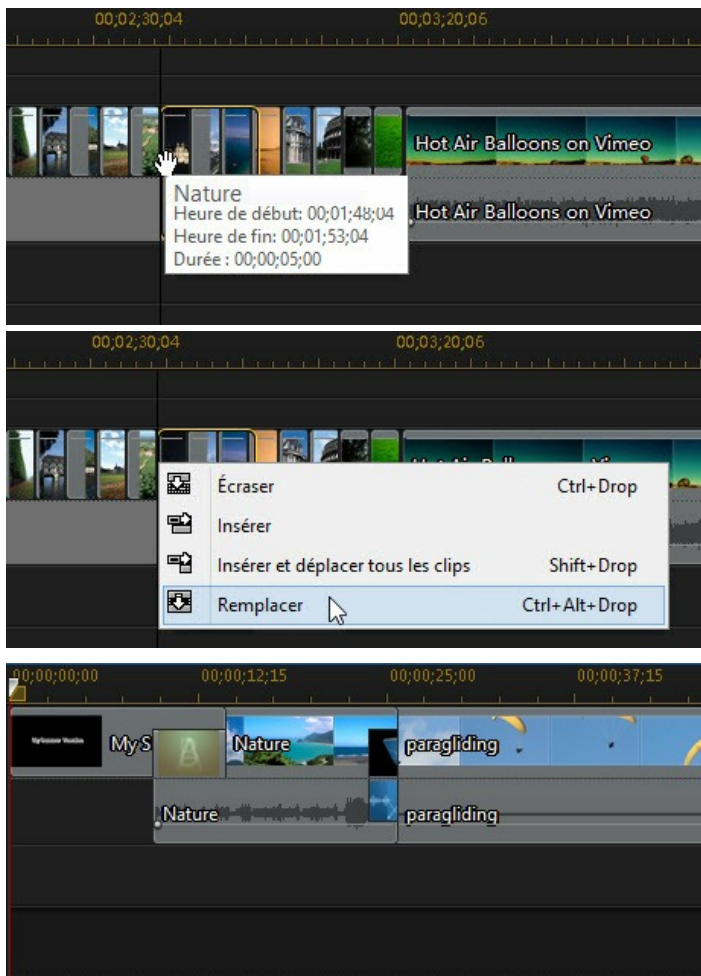 00;02;30;04 00;03;20;06
Hot Air Balloons on Vimeo
Nature
Heure de début: 00;01;48;04
Heure de fin: 00;01;53;04
Durée : 00;00;05;00
Hot Air Balloons on Vimeo
00;02;30;04 00;03;20;06
Écraser Ctrl+Drop
Insérer
Insérer et déplacer tous les clips Shift+Drop
Remplacer Ctrl+Alt+Drop
00;00;00;00 00;00;12;15 00;00;25;00 00;00;37;15
My S Nature paragliding
Nature paragliding